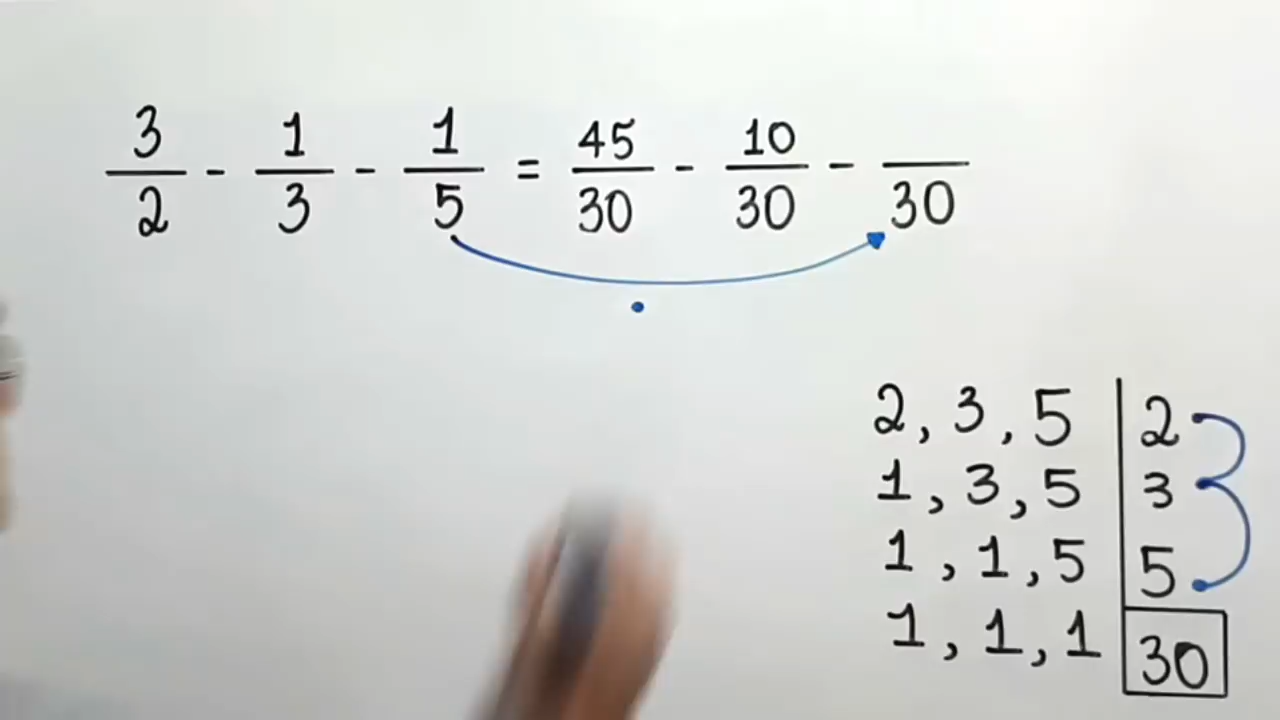 3/2 - 1/3 - 1/5 = 45/30 - 10/30 - /30
2, 3, 5 | 2
1, 3, 5 | 3
1, 1, 5 | 5
1, 1, 1 | 30